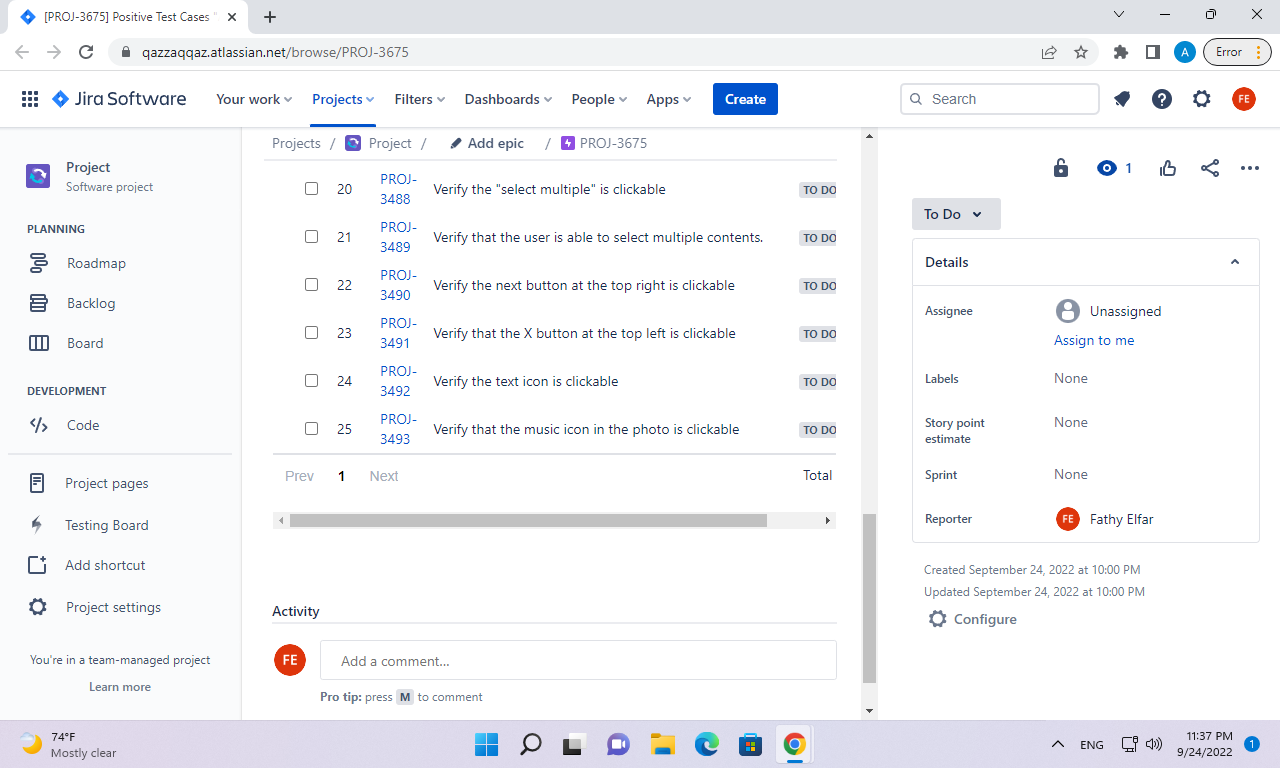 [PROJ-3675] Positive Test Cases "
qazzaqqaz.atlassian.net/browse/PROJ-3675
A
Error
Jira Software
Your work
Projects
Filters
Dashboards
People
Apps
Create
Search
FE
Project
Software project
PLANNING
Roadmap
Backlog
Board
DEVELOPMENT
Code
Project pages
Testing Board
Add shortcut
Project settings
You're in a team-managed project
Learn more
Projects / Project / Add epic / PROJ-3675
20 PROJ-3488 Verify the "select multiple" is clickable TO DO
21 PROJ-3489 Verify that the user is able to select multiple contents. TO DO
22 PROJ-3490 Verify the next button at the top right is clickable TO DO
23 PROJ-3491 Verify that the X button at the top left is clickable TO DO
24 PROJ-3492 Verify the text icon is clickable TO DO
25 PROJ-3493 Verify that the music icon in the photo is clickable TO DO
Prev 1 Next Total
Activity
FE
Add a comment...
Pro tip: press M to comment
1
To Do
Details
Assignee Unassigned
Assign to me
Labels None
Story point estimate None
Sprint None
Reporter FE Fathy Elfar
Created September 24, 2022 at 10:00 PM
Updated September 24, 2022 at 10:00 PM
Configure
74°F
Mostly clear
ENG
11:37 PM
9/24/2022
1